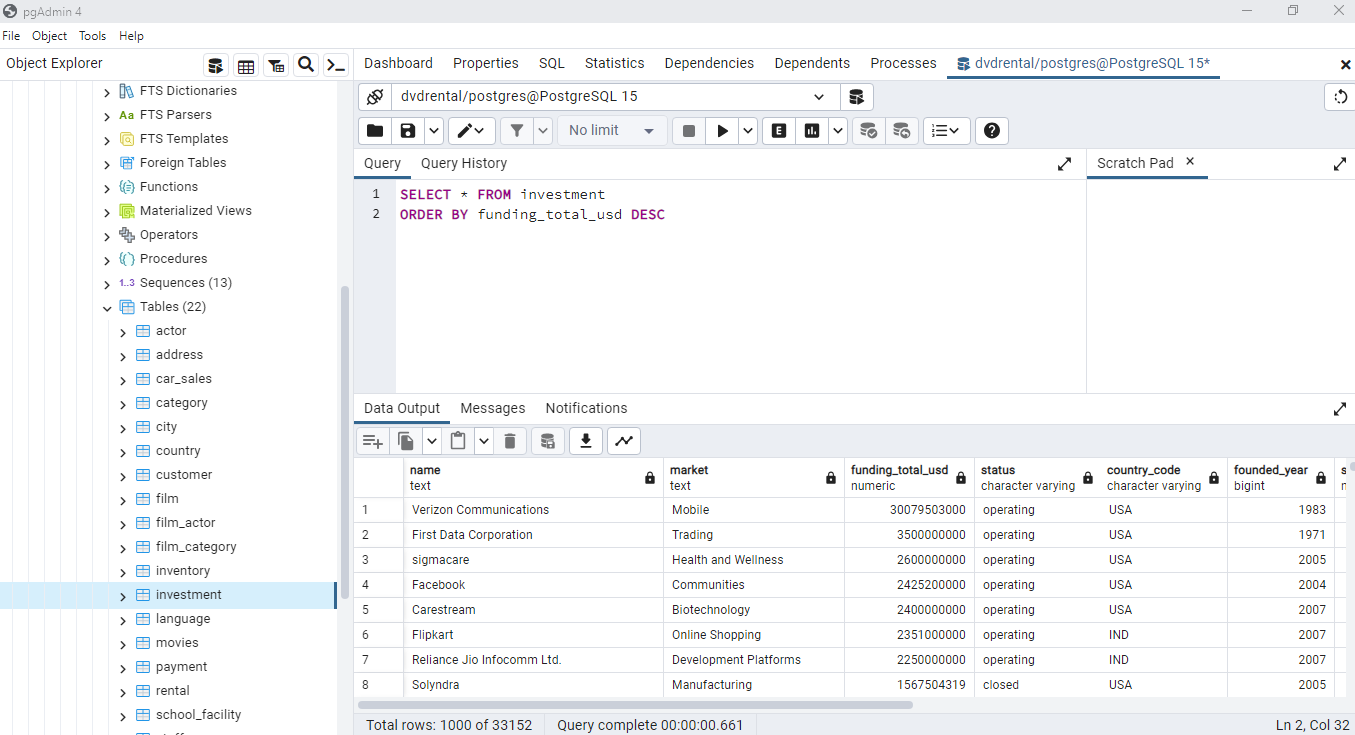 pgAdmin 4
File Object Tools Help
Object Explorer
FTS Dictionaries
Aa FTS Parsers
FTS Templates
Foreign Tables
Functions
Materialized Views
Operators
Procedures
1..3 Sequences (13)
Tables (22)
actor
address
car_sales
category
city
country
customer
film
film_actor
film_category
inventory
investment
language
movies
payment
rental
school_facility
Dashboard Properties SQL Statistics Dependencies Dependents Processes dvdrental/postgres@PostgreSQL 15*
dvdrental/postgres@PostgreSQL 15
No limit E
Query Query History
1 SELECT * FROM investment
2 ORDER BY funding_total_usd DESC
Scratch Pad
Data Output Messages Notifications
name market funding_total_usd status country_code founded_year s
text text numeric character varying character varying bigint
1 Verizon Communications Mobile 30079503000 operating USA 1983
2 First Data Corporation Trading 3500000000 operating USA 1971
3 sigmacare Health and Wellness 2600000000 operating USA 2005
4 Facebook Communities 2425200000 operating USA 2004
5 Carestream Biotechnology 2400000000 operating USA 2007
6 Flipkart Online Shopping 2351000000 operating IND 2007
7 Reliance Jio Infocomm Ltd. Development Platforms 2250000000 operating IND 2007
8 Solyndra Manufacturing 1567504319 closed USA 2005
Total rows: 1000 of 33152 Query complete 00:00:00.661 Ln 2, Col 32